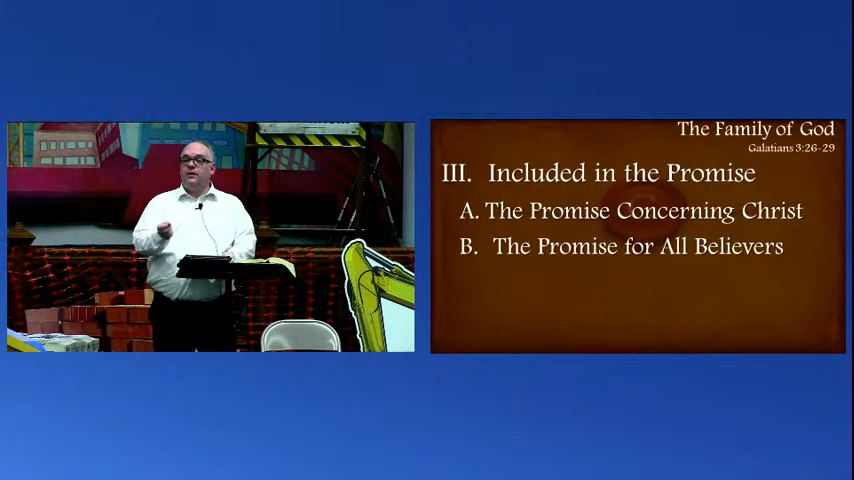 The Family of God
Galatians 3:26-29
III. Included in the Promise
A. The Promise Concerning Christ
B. The Promise for All Believers